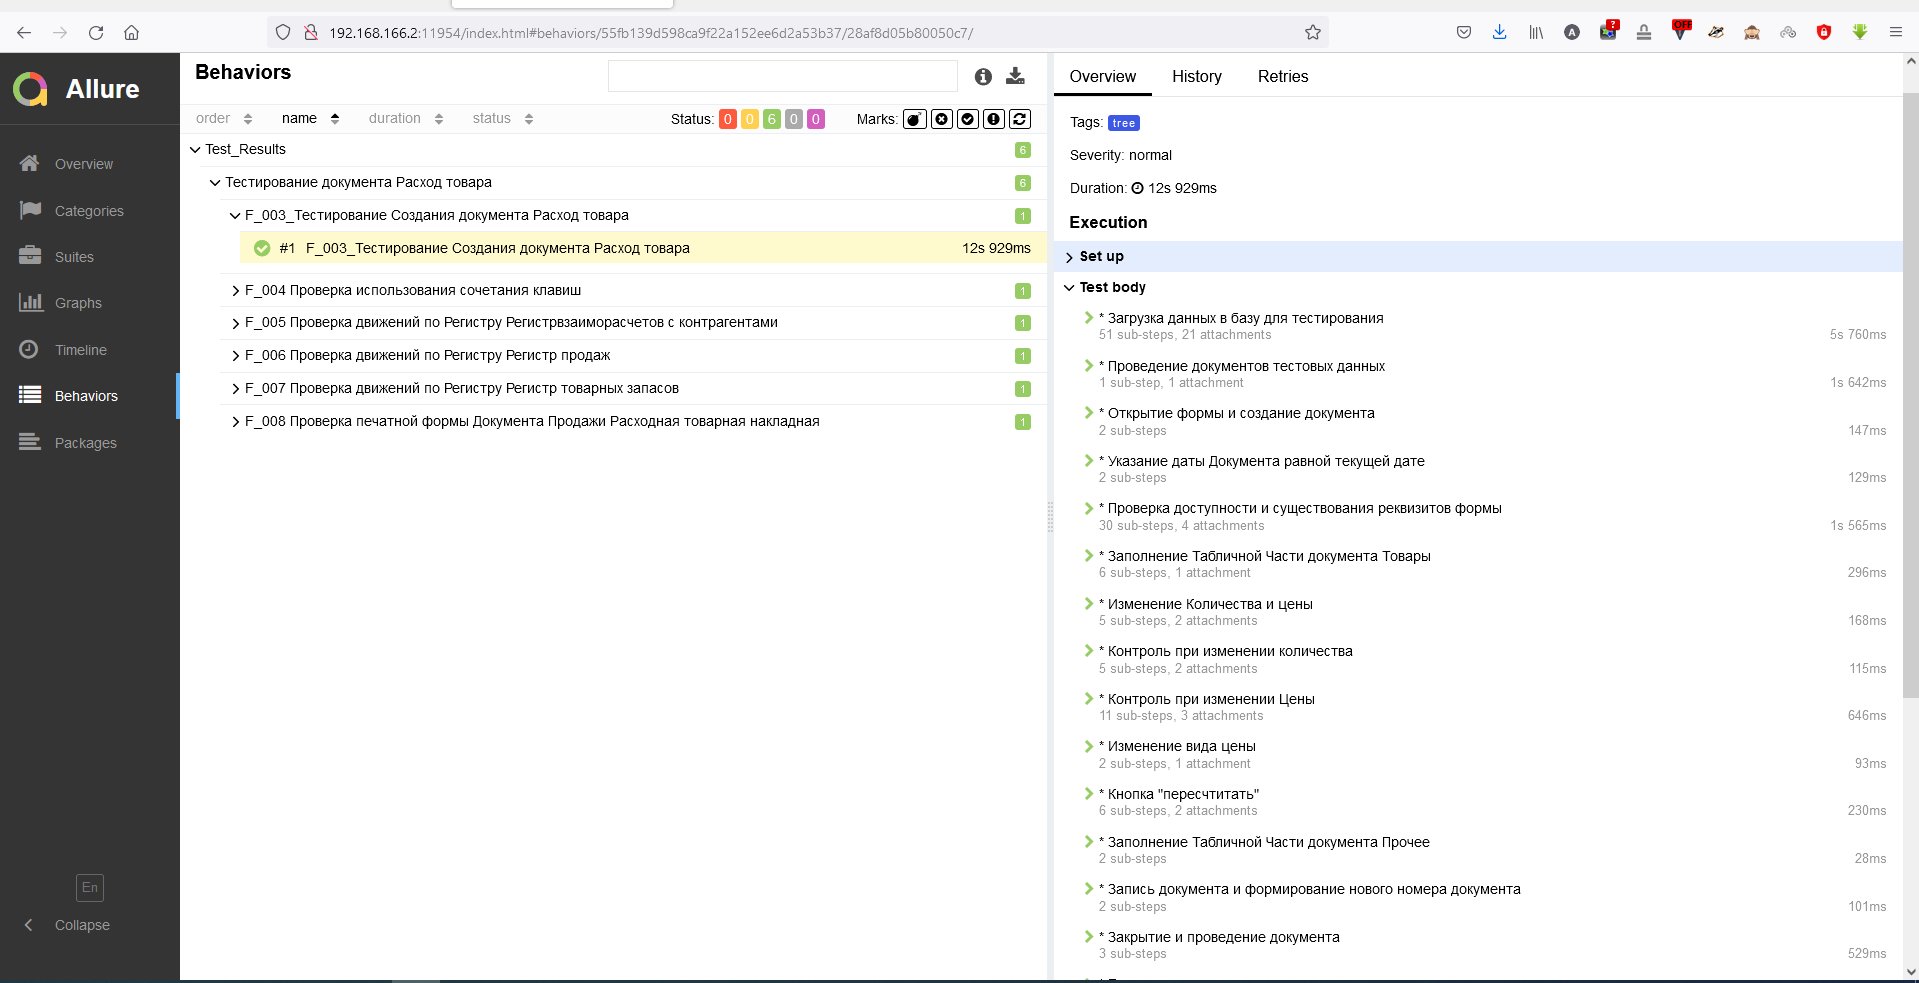 192.168.166.2:11954/index.html#behaviors/55fb139d598ca9f22a152ee6d2a53b37/28af8d05b80050c7/
A
?
OFF
Allure
Overview
Categories
Suites
Graphs
Timeline
Behaviors
Packages
En
Collapse
Behaviors
order name duration status Status: 0 0 6 0 0 Marks:
Test_Results 6
Тестирование документа Расход товара 6
F_003_Тестирование Создания документа Расход товара 1
#1 F_003_Тестирование Создания документа Расход товара 12s 929ms
F_004 Проверка использования сочетания клавиш 1
F_005 Проверка движений по Регистру Регистрвзаиморасчетов с контрагентами 1
F_006 Проверка движений по Регистру Регистр продаж 1
F_007 Проверка движений по Регистру Регистр товарных запасов 1
F_008 Проверка печатной формы Документа Продажи Расходная товарная накладная 1
Overview History Retries
Tags: tree
Severity: normal
Duration: 12s 929ms
Execution
Set up
Test body
* Загрузка данных в базу для тестирования
51 sub-steps, 21 attachments 5s 760ms
* Проведение документов тестовых данных
1 sub-step, 1 attachment 1s 642ms
* Открытие формы и создание документа
2 sub-steps 147ms
* Указание даты Документа равной текущей дате
2 sub-steps 129ms
* Проверка доступности и существования реквизитов формы
30 sub-steps, 4 attachments 1s 565ms
* Заполнение Табличной Части документа Товары
6 sub-steps, 1 attachment 296ms
* Изменение Количества и цены
5 sub-steps, 2 attachments 168ms
* Контроль при изменении количества
5 sub-steps, 2 attachments 115ms
* Контроль при изменении Цены
11 sub-steps, 3 attachments 646ms
* Изменение вида цены
2 sub-steps, 1 attachment 93ms
* Кнопка "пересчтитать"
6 sub-steps, 2 attachments 230ms
* Заполнение Табличной Части документа Прочее
2 sub-steps 28ms
* Запись документа и формирование нового номера документа
2 sub-steps 101ms
* Закрытие и проведение документа
3 sub-steps 529ms